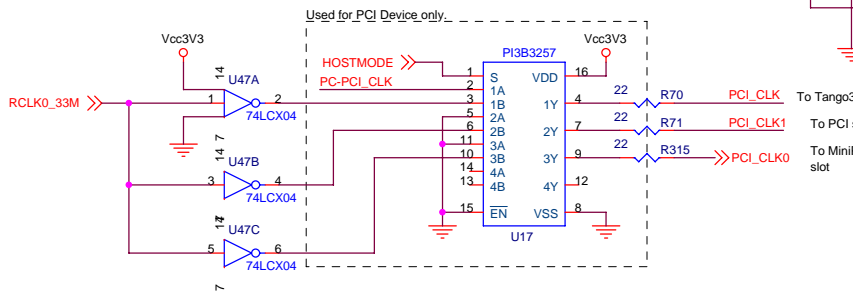 Used for PCI Device only.
Vcc3V3
PI3B3257
Vcc3V3
14
U47A
HOSTMODE
PC-PCI_CLK
RCLK0_33M
1
2
74LCX04
7
1 S VDD 16
2 1A
3 1B 1Y 4 22 R70 PCI_CLK To Tango3
5 2A
6 2B 2Y 7 22 R71 PCI_CLK1 To PCI
11 3A
10 3B 3Y 9 22 R315 PCI_CLK0 To Mini
slot
14 4A
13 4B 4Y 12
15 EN VSS 8
U17
14
U47B
3
4
74LCX04
7
14
U47C
5
6
74LCX04
7